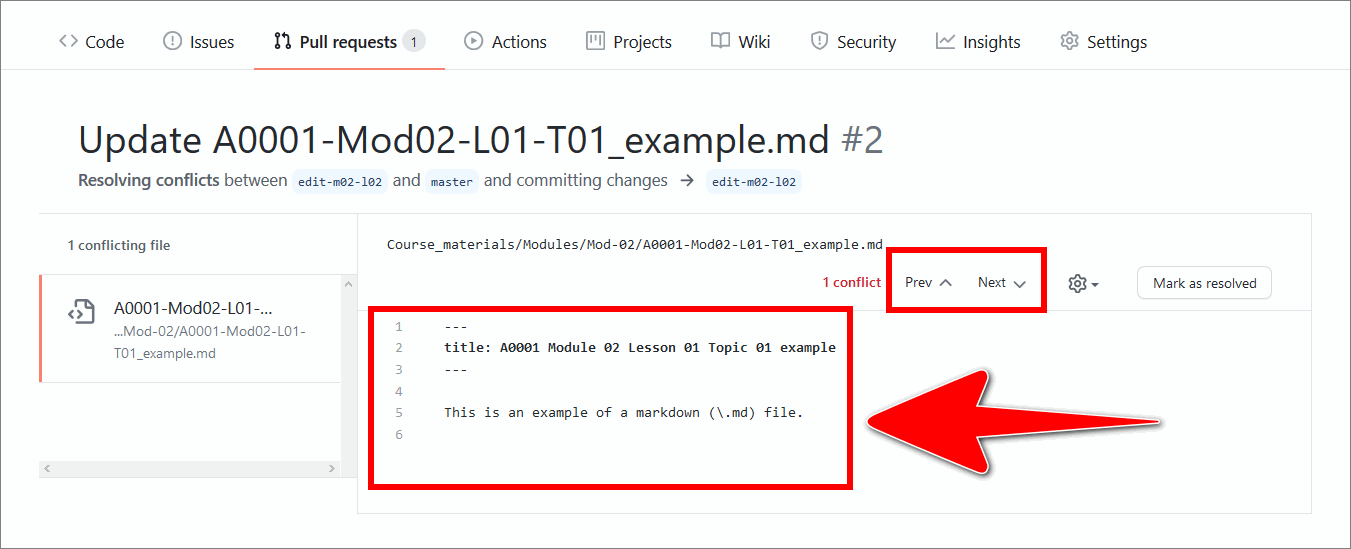 Code Issues Pull requests 1 Actions Projects Wiki Security Insights Settings
Update A0001-Mod02-L01-T01_example.md #2
Resolving conflicts between edit-m02-l02 and master and committing changes → edit-m02-l02
1 conflicting file
Course_materials/Modules/Mod-02/A0001-Mod02-L01-T01_example.md
1 conflict Prev Next Mark as resolved
A0001-Mod02-L01-...
...Mod-02/A0001-Mod02-L01-
T01_example.md
1 ---
2 title: A0001 Module 02 Lesson 01 Topic 01 example
3 ---
4
5 This is an example of a markdown (\.md) file.
6